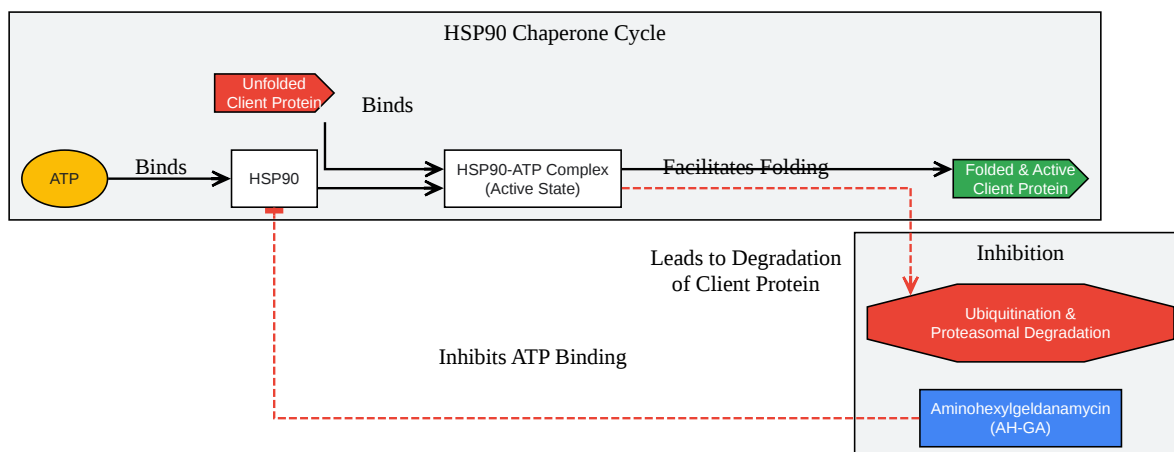 HSP90 Chaperone Cycle
Unfolded
Client Protein
Binds
ATP
Binds
HSP90
HSP90-ATP Complex
(Active State)
Facilitates Folding
Folded & Active
Client Protein
Leads to Degradation
of Client Protein
Inhibition
Ubiquitination &
Proteasomal Degradation
Inhibits ATP Binding
Aminohexylgeldanamycin
(AH-GA)